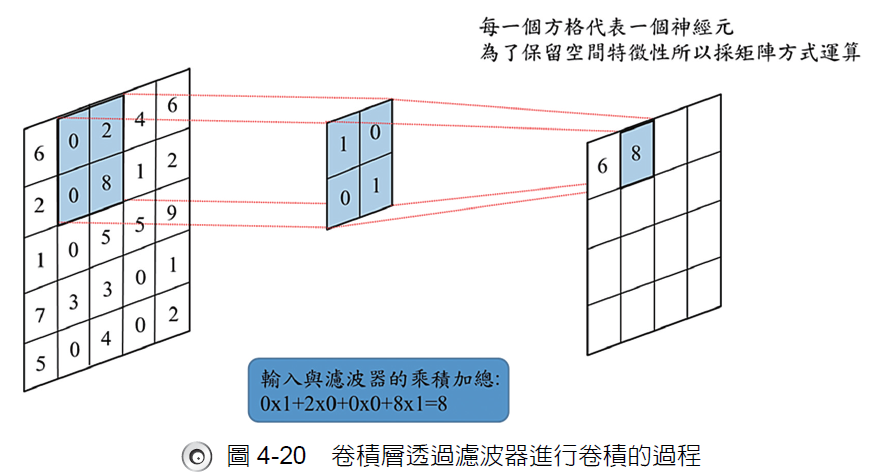 每一個方格代表一個神經元
為了保留空間特徵性所以採矩陣方式運算
6 0 2 4 6
2 0 8 1 2
1 0 5 5 9
7 3 3 0 1
5 0 4 0 2
1 0
0 1
6 8
輸入與濾波器的乘積加總:
0x1+2x0+0x0+8x1=8
圖 4-20 卷積層透過濾波器進行卷積的過程